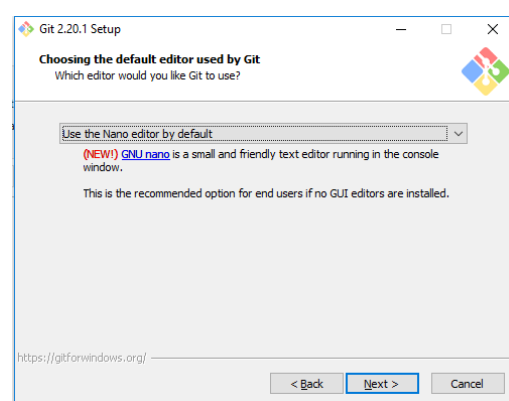 Git 2.20.1 Setup
Choosing the default editor used by Git
Which editor would you like Git to use?
Use the Nano editor by default
(NEW!) GNU nano is a small and friendly text editor running in the console
window.
This is the recommended option for end users if no GUI editors are installed.
https://gitforwindows.org/
< Back
Next >
Cancel